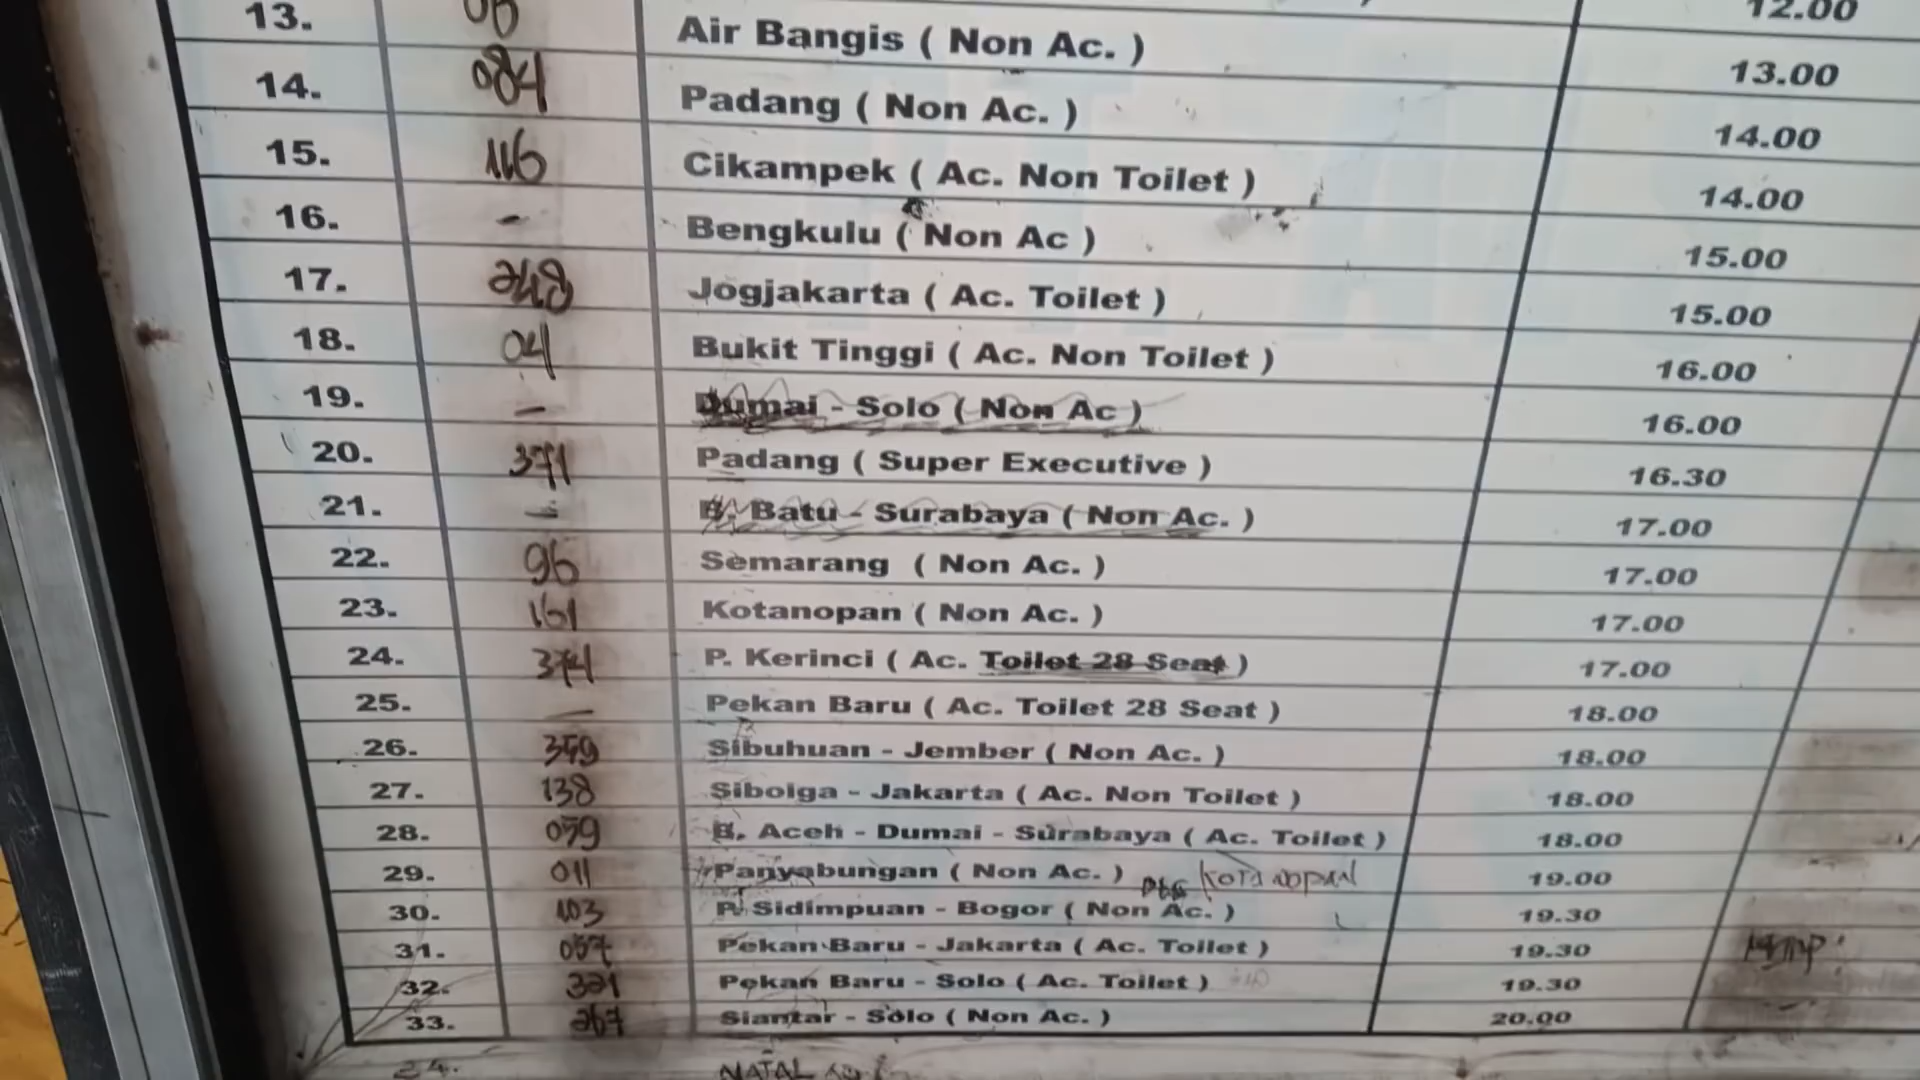 12.00
13. Air Bangis ( Non Ac. ) 13.00
14. 084 Padang ( Non Ac. ) 14.00
15. 116 Cikampek ( Ac. Non Toilet ) 14.00
16. - Bengkulu ( Non Ac ) 15.00
17. 248 Jogjakarta ( Ac. Toilet ) 15.00
18. 04 Bukit Tinggi ( Ac. Non Toilet ) 16.00
19. - Dumai - Solo ( Non Ac ) 16.00
20. 371 Padang ( Super Executive ) 16.30
21. - B. Batu - Surabaya ( Non Ac. ) 17.00
22. 96 Semarang ( Non Ac. ) 17.00
23. 161 Kotanopan ( Non Ac. ) 17.00
24. 374 P. Kerinci ( Ac. Toilet 28 Seat ) 17.00
25. - Pekan Baru ( Ac. Toilet 28 Seat ) 18.00
26. 359 Sibuhuan - Jember ( Non Ac. ) 18.00
27. 138 Sibolga - Jakarta ( Ac. Non Toilet ) 18.00
28. 059 B. Aceh - Dumai - Surabaya ( Ac. Toilet ) 18.00
29. 011 Panyabungan ( Non Ac. ) Kotanopan 19.00
30. 103 P. Sidimpuan - Bogor ( Non Ac. ) 19.30
31. 057 Pekan Baru - Jakarta ( Ac. Toilet ) 19.30
32. 321 Pekan Baru - Solo ( Ac. Toilet ) 19.30
33. 267 Siantar - Solo ( Non Ac. ) 20.00
NATAL